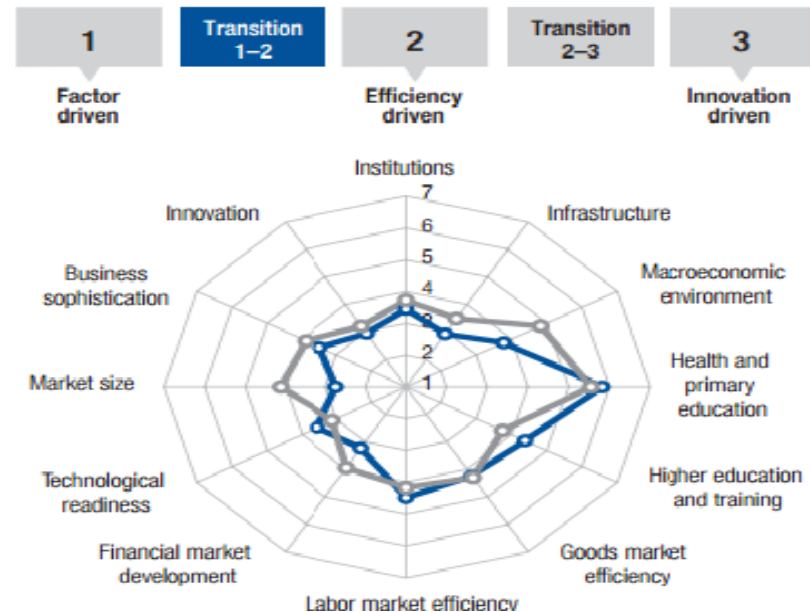 1
Transition
1–2
2
Transition
2–3
3
Factor
driven
Efficiency
driven
Innovation
driven
Institutions
7
Innovation
6
Infrastructure
5
Business
sophistication
Macroeconomic
environment
4
3
2
Market size
1
Health and
primary
education
Technological
readiness
Higher education
and training
Financial market
development
Goods market
efficiency
Labor market efficiency